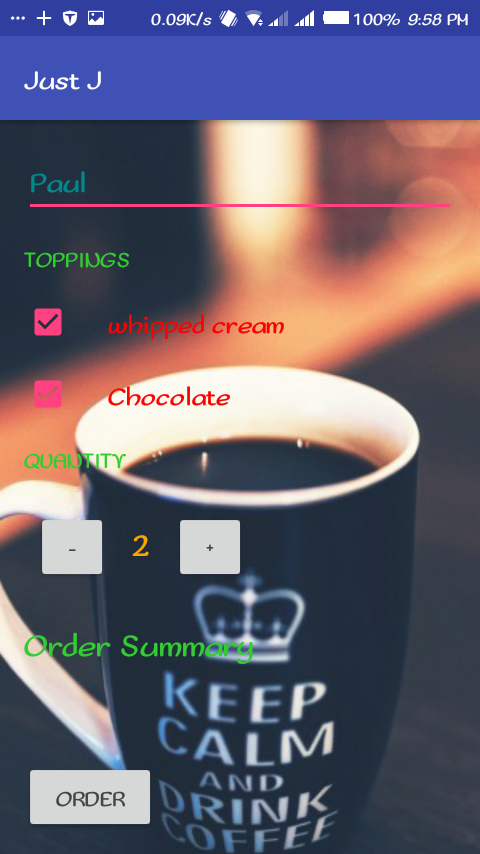 0.09K/s 100% 9:58 PM
Just J
Paul
TOPPINGS
whipped cream
Chocolate
QUANTITY
- 2 +
Order Summary
KEEP
CALM
AND
DRINK
COFFEE
ORDER